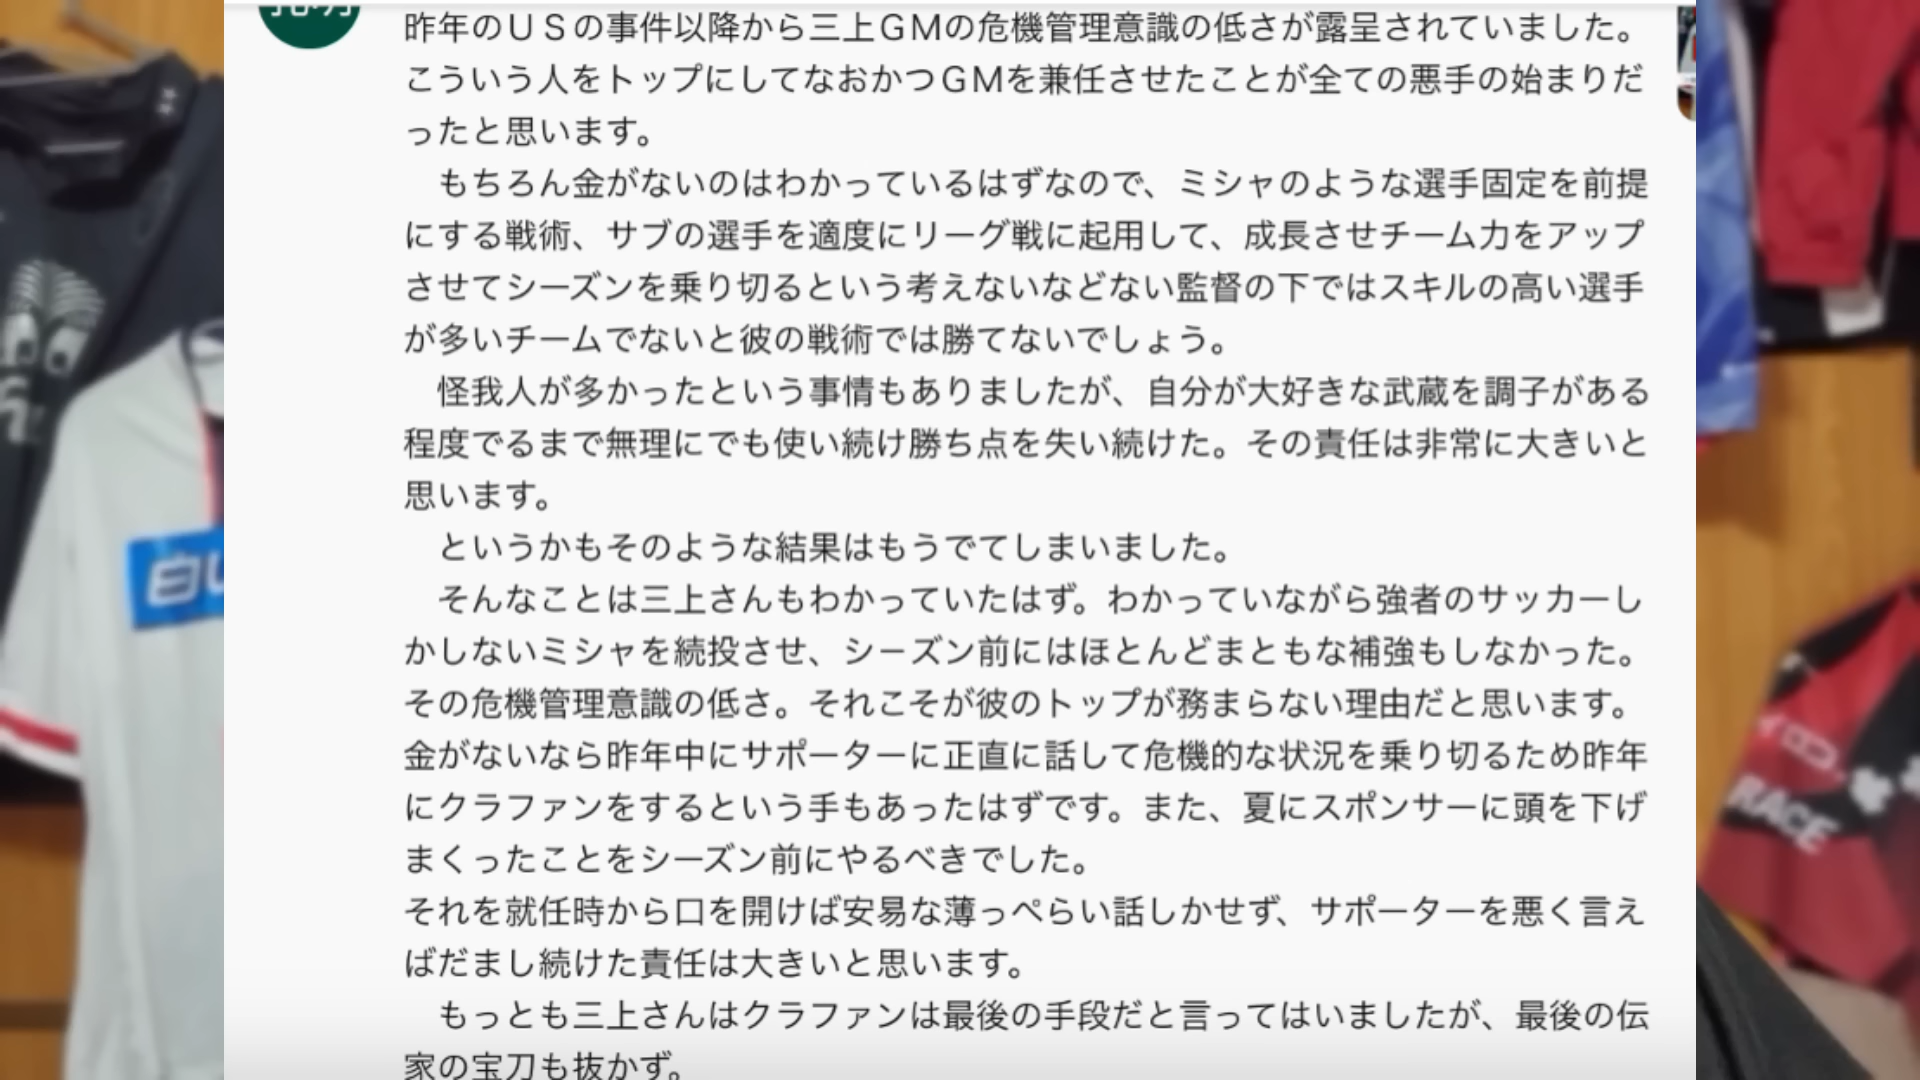 昨年のＵＳの事件以降から三上GMの危機管理意識の低さが露呈されていました。
こういう人をトップにしてなおかつGMを兼任させたことが全ての悪手の始まりだ
ったと思います。
もちろん金がないのはわかっているはずなので、ミシャのような選手固定を前提
にする戦術、サブの選手を適度にリーグ戦に起用して、成長させチーム力をアップ
させてシーズンを乗り切るという考えないなどない監督の下ではスキルの高い選手
が多いチームでないと彼の戦術では勝てないでしょう。
怪我人が多かったという事情もありましたが、自分が大好きな武蔵を調子がある
程度でるまで無理にでも使い続け勝ち点を失い続けた。その責任は非常に大きいと
思います。
というかもそのような結果はもうでてしまいました。
そんなことは三上さんもわかっていたはず。わかっていながら強者のサッカーし
かしないミシャを続投させ、シーズン前にはほとんどまともな補強もしなかった。
その危機管理意識の低さ。それこそが彼のトップが務まらない理由だと思います。
金がないなら昨年中にサポーターに正直に話して危機的な状況を乗り切るため昨年
にクラファンをするという手もあったはずです。また、夏にスポンサーに頭を下げ
まくったことをシーズン前にやるべきでした。
それを就任時から口を開けば安易な薄っぺらい話しかせず、サポーターを悪く言え
ばだまし続けた責任は大きいと思います。
もっとも三上さんはクラファンは最後の手段だと言ってはいましたが、最後の伝
家の宝刀も抜かず。
RACE